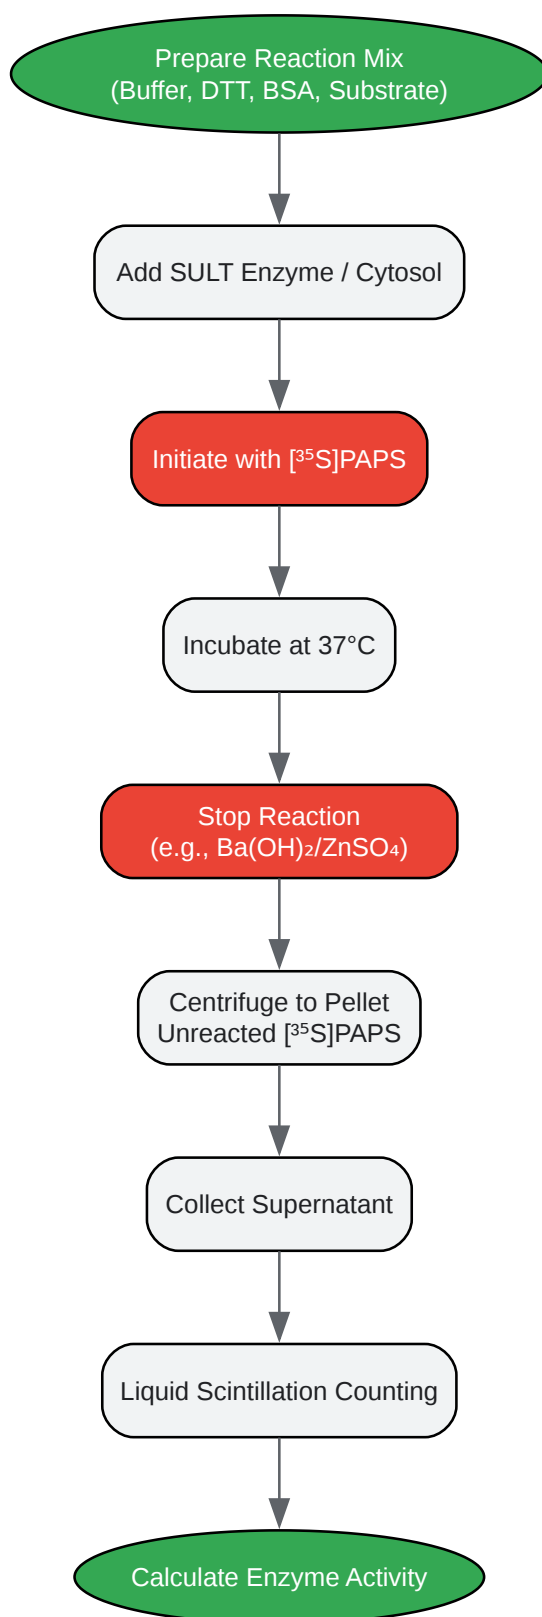 Prepare Reaction Mix
(Buffer, DTT, BSA, Substrate)
Add SULT Enzyme / Cytosol
Initiate with [³⁵S]PAPS
Incubate at 37°C
Stop Reaction
(e.g., Ba(OH)₂/ZnSO₄)
Centrifuge to Pellet
Unreacted [³⁵S]PAPS
Collect Supernatant
Liquid Scintillation Counting
Calculate Enzyme Activity